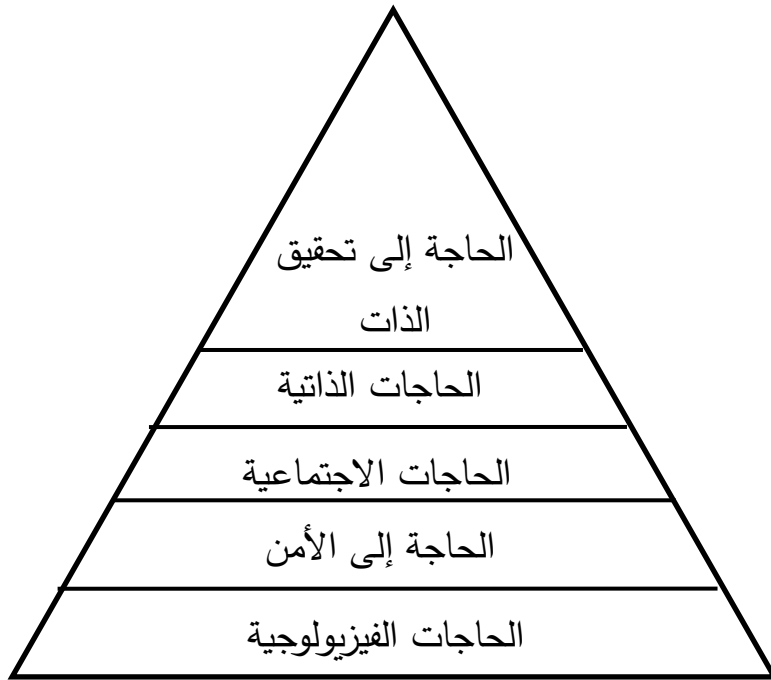 الحاجة إلى تحقيق
الذات
الحاجات الذاتية
الحاجات الاجتماعية
الحاجة إلى الأمن
الحاجات الفيزيولوجية